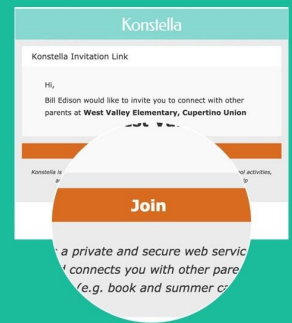 Konstella
Konstella Invitation Link
Hi,
Bill Edison would like to invite you to connect with other
parents at West Valley Elementary, Cupertino Union
Join
Konstella is
ol activities,
a private and secure web servic
connects you with other pare
(e.g. book and summer ca